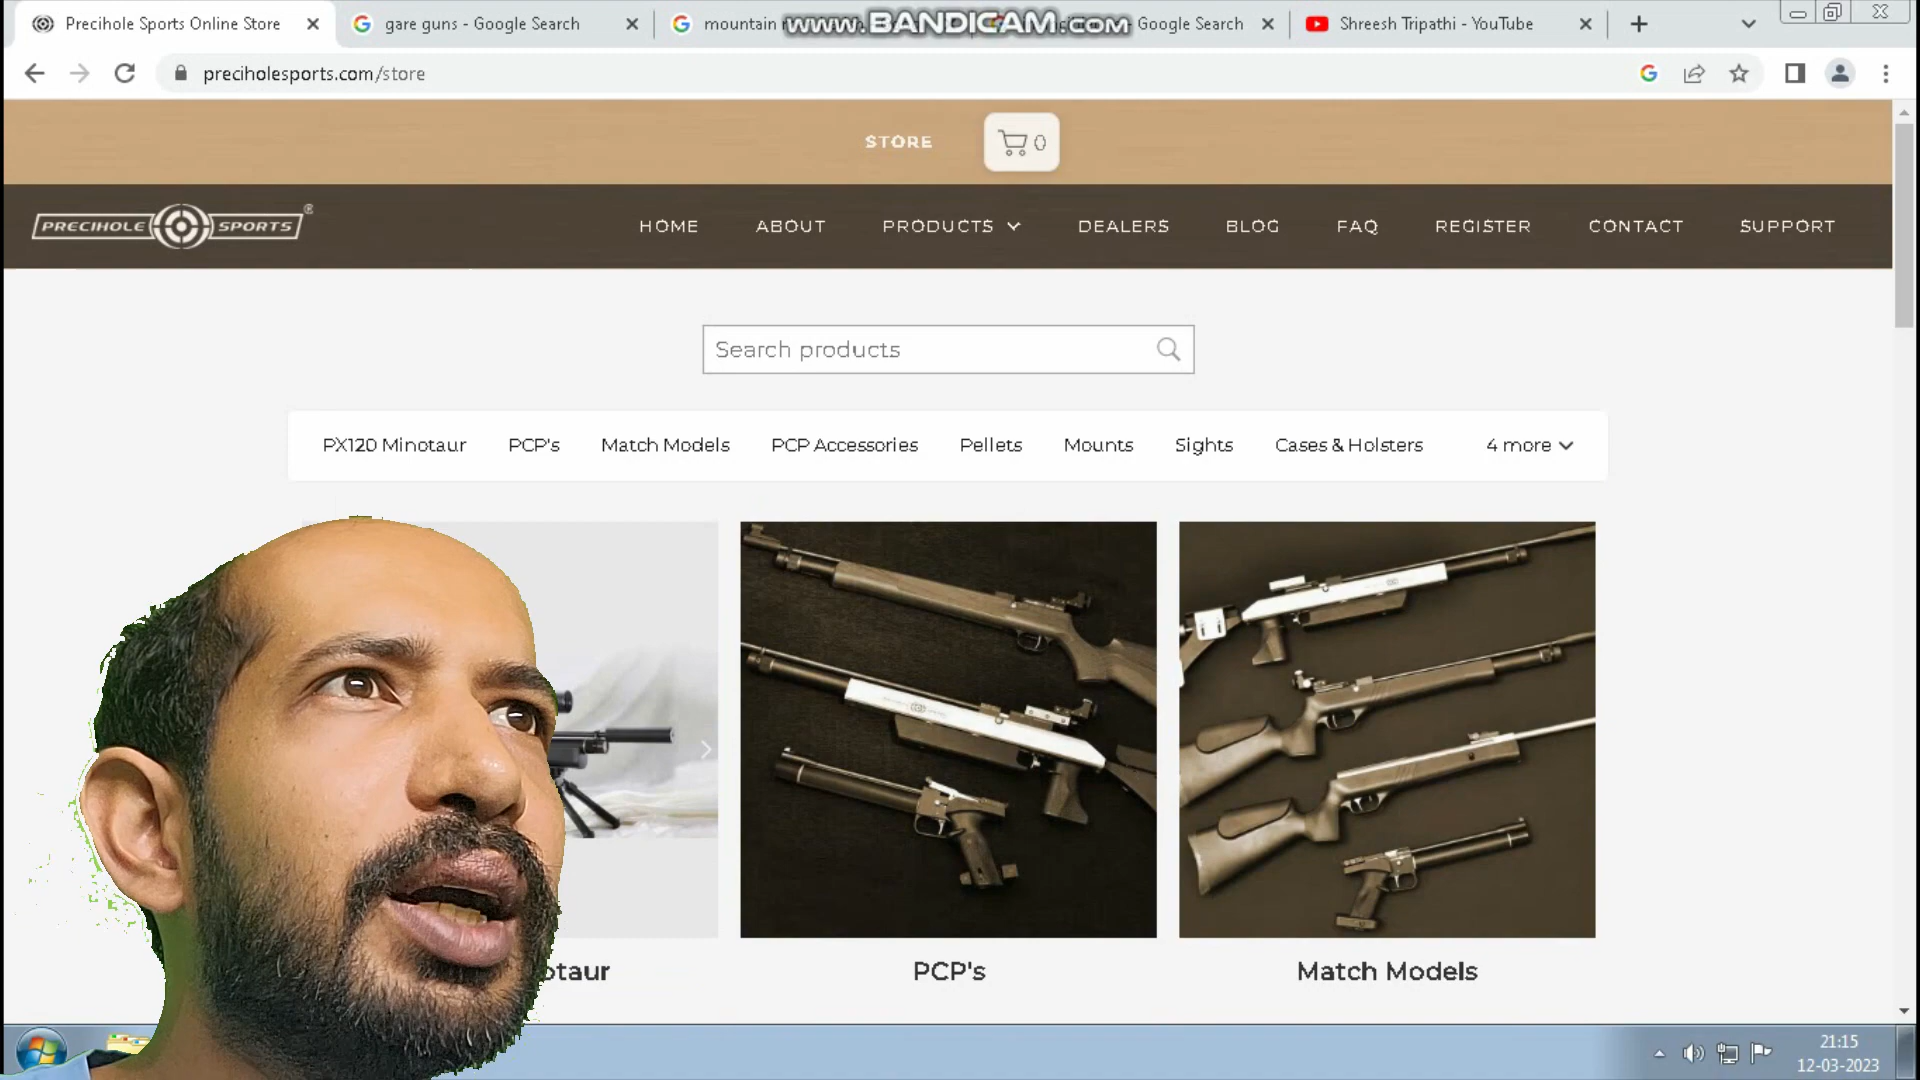 Precihole Sports Online Store
gare guns - Google Search
mountain
www.BANDICAM.com
- Google Search
Shreesh Tripathi - YouTube
preciholesports.com/store
STORE
0
PRECIHOLE SPORTS ®
HOME
ABOUT
PRODUCTS
DEALERS
BLOG
FAQ
REGISTER
CONTACT
SUPPORT
Search products
PX120 Minotaur
PCP's
Match Models
PCP Accessories
Pellets
Mounts
Sights
Cases & Holsters
4 more
otaur
PCP's
Match Models
21:15
12-03-2023